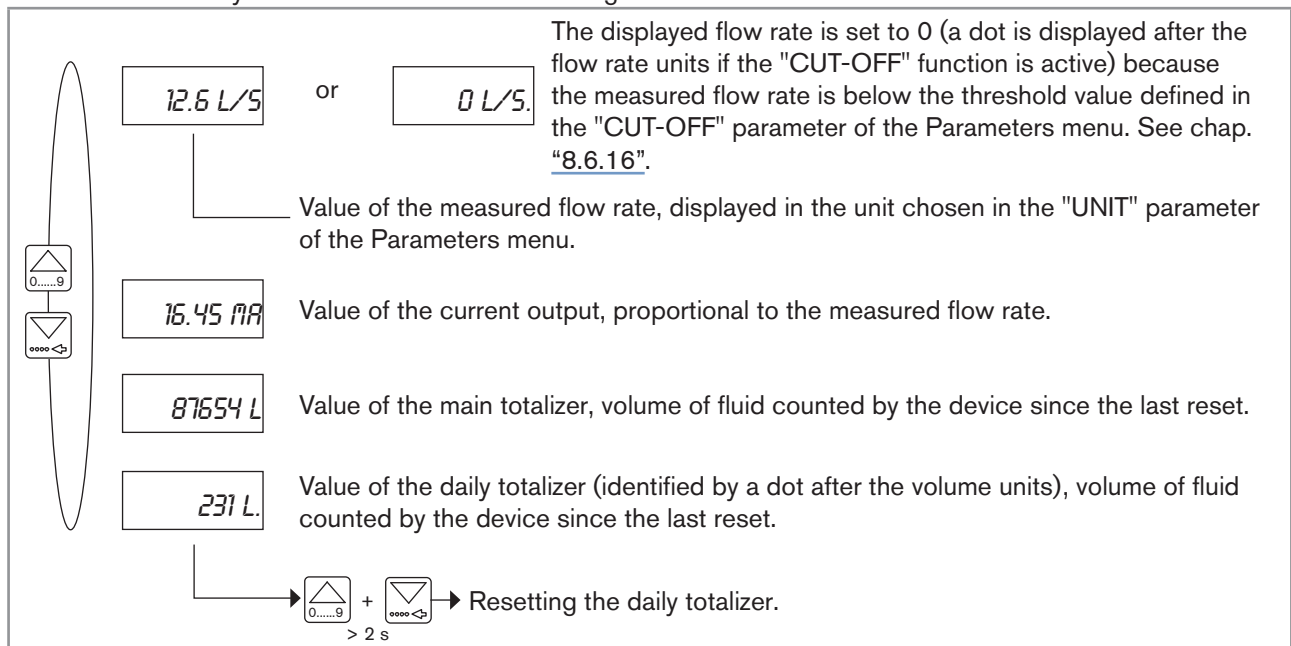 The displayed flow rate is set to 0 (a dot is displayed after the
flow rate units if the "CUT-OFF" function is active) because
the measured flow rate is below the threshold value defined in
the "CUT-OFF" parameter of the Parameters menu. See chap.
"8.6.16".
12.6 L/S or 0 L/S.
Value of the measured flow rate, displayed in the unit chosen in the "UNIT" parameter
of the Parameters menu.
0......9
16.45 MA Value of the current output, proportional to the measured flow rate.
87654 L Value of the main totalizer, volume of fluid counted by the device since the last reset.
231 L. Value of the daily totalizer (identified by a dot after the volume units), volume of fluid
counted by the device since the last reset.
0......9 + Resetting the daily totalizer.
> 2 s